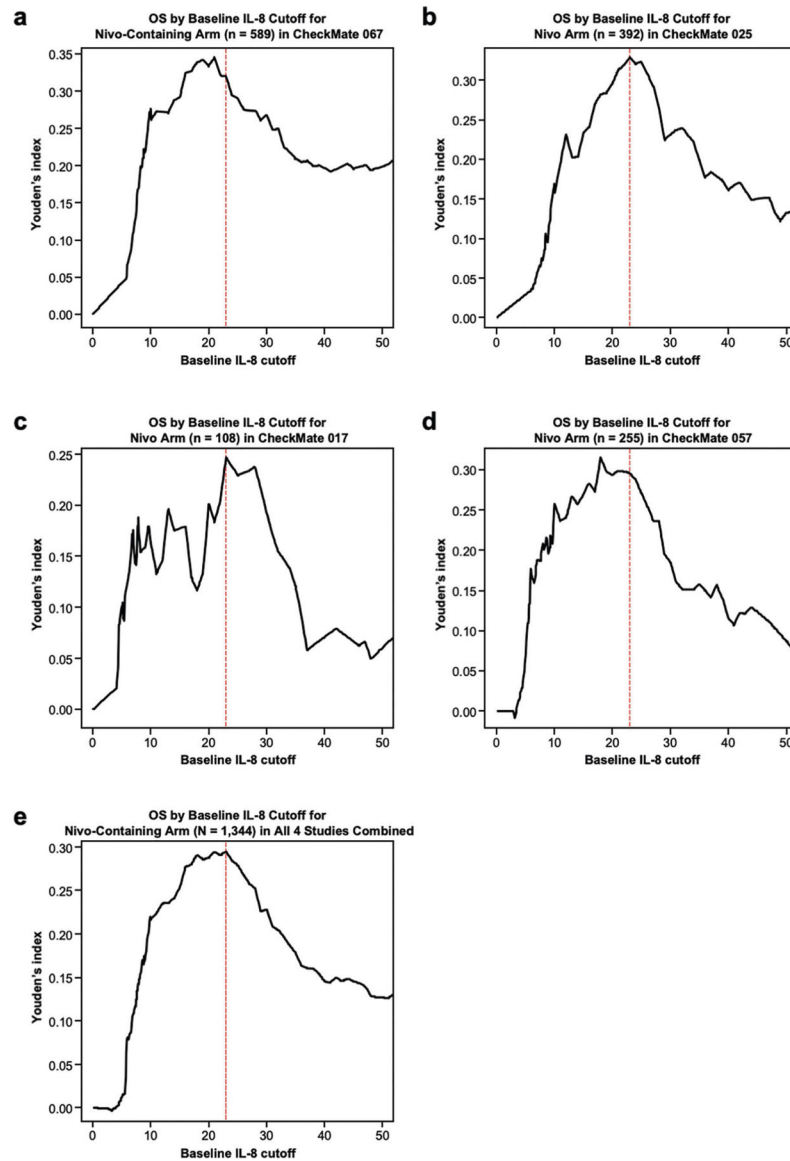 a
OS by Baseline IL-8 Cutoff for
Nivo-Containing Arm (n = 589) in CheckMate 067
0.35
0.30
0.25
0.20
0.15
0.10
0.05
0.00
Youden's index
0 10 20 30 40 50
Baseline IL-8 cutoff
b
OS by Baseline IL-8 Cutoff for
Nivo Arm (n = 392) in CheckMate 025
0.30
0.25
0.20
0.15
0.10
0.05
0.00
Youden's index
0 10 20 30 40 50
Baseline IL-8 cutoff
c
OS by Baseline IL-8 Cutoff for
Nivo Arm (n = 108) in CheckMate 017
0.25
0.20
0.15
0.10
0.05
0.00
Youden's index
0 10 20 30 40 50
Baseline IL-8 cutoff
d
OS by Baseline IL-8 Cutoff for
Nivo Arm (n = 255) in CheckMate 057
0.30
0.25
0.20
0.15
0.10
0.05
0.00
Youden's index
0 10 20 30 40 50
Baseline IL-8 cutoff
e
OS by Baseline IL-8 Cutoff for
Nivo-Containing Arm (N = 1,344) in All 4 Studies Combined
0.30
0.25
0.20
0.15
0.10
0.05
0.00
Youden's index
0 10 20 30 40 50
Baseline IL-8 cutoff